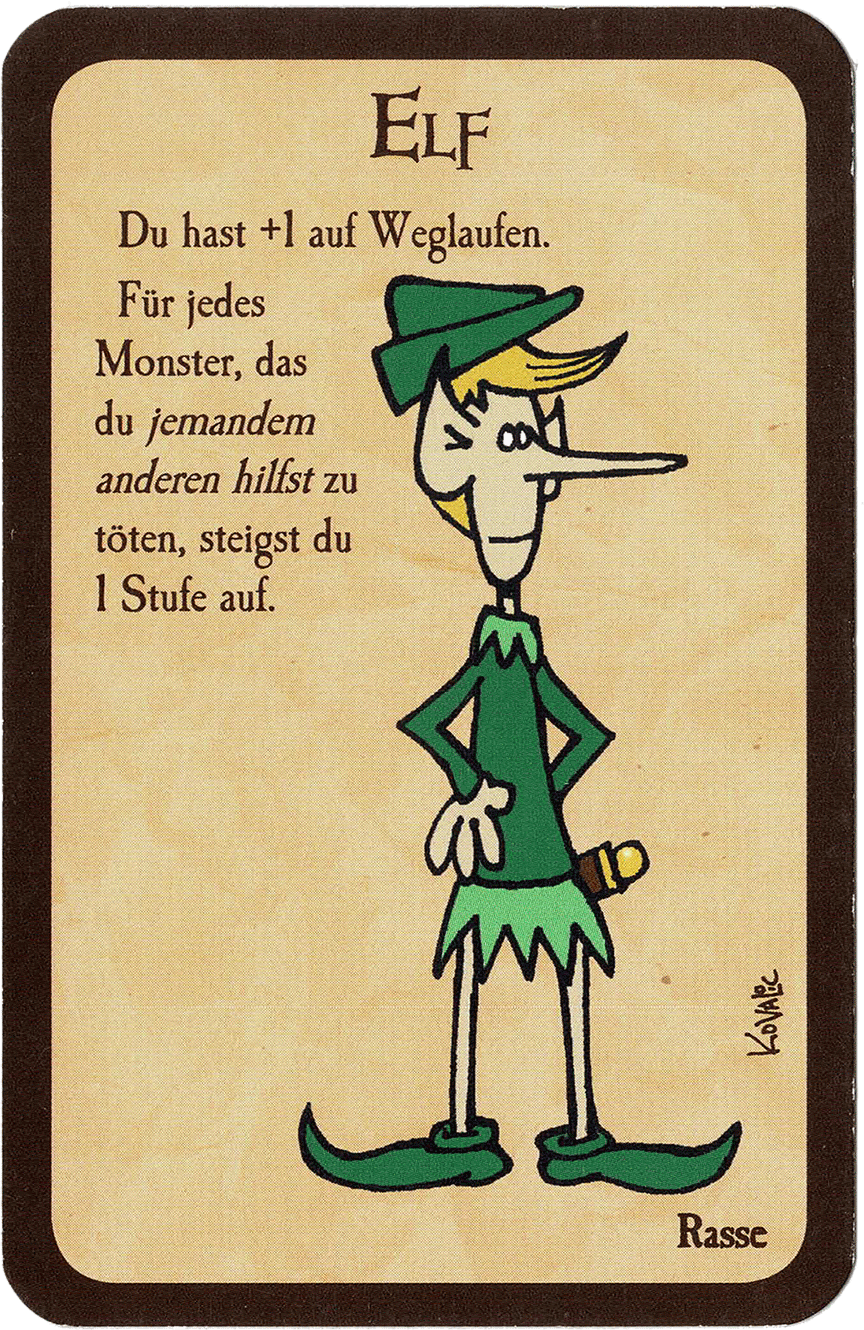 ELF
Du hast +1 auf Weglaufen.
Für jedes
Monster, das
du jemandem
anderen hilfst zu
töten, steigst du
1 Stufe auf.
KOVALIC
Rasse